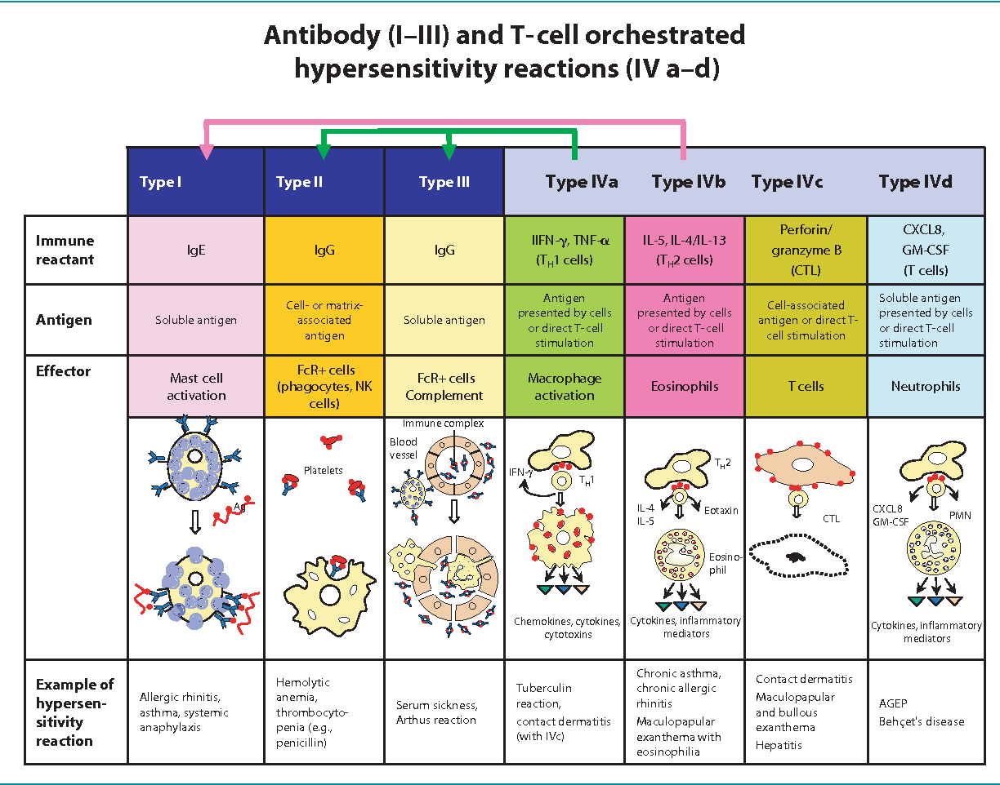 Antibody (I–III) and T-cell orchestrated
hypersensitivity reactions (IV a–d)
Type I
Type II
Type III
Type IVa
Type IVb
Type IVc
Type IVd
Immune
reactant
IgE
IgG
IgG
IIFN-γ, TNF-α
(TH1 cells)
IL-5, IL-4/IL-13
(TH2 cells)
Perforin/
granzyme B
(CTL)
CXCL8,
GM-CSF
(T cells)
Antigen
Soluble antigen
Cell- or matrix-
associated
antigen
Soluble antigen
Antigen
presented by cells
or direct T-cell
stimulation
Antigen
presented by cells
or direct T-cell
stimulation
Cell-associated
antigen or direct T-
cell stimulation
Soluble antigen
presented by cells
or direct T-cell
stimulation
Effector
Mast cell
activation
FcR+ cells
(phagocytes, NK
cells)
FcR+ cells
Complement
Macrophage
activation
Eosinophils
T cells
Neutrophils
Ag
Platelets
Immune complex
Blood
vessel
IFN-γ
TH1
Chemokines, cytokines,
cytotoxins
TH2
IL-4
IL-5
Eotaxin
Eosino-
phil
Cytokines, inflammatory
mediators
CTL
CXCL8
GM-CSF
PMN
Cytokines, inflammatory
mediators
Example of
hypersen-
sitivity
reaction
Allergic rhinitis,
asthma, systemic
anaphylaxis
Hemolytic
anemia,
thrombocyto-
penia (e.g.,
penicillin)
Serum sickness,
Arthus reaction
Tuberculin
reaction,
contact dermatitis
(with IVc)
Chronic asthma,
chronic allergic
rhinitis
Maculopapular
exanthema with
eosinophilia
Contact dermatitis
Maculopapular
and bullous
exanthema
Hepatitis
AGEP
Behçet's disease